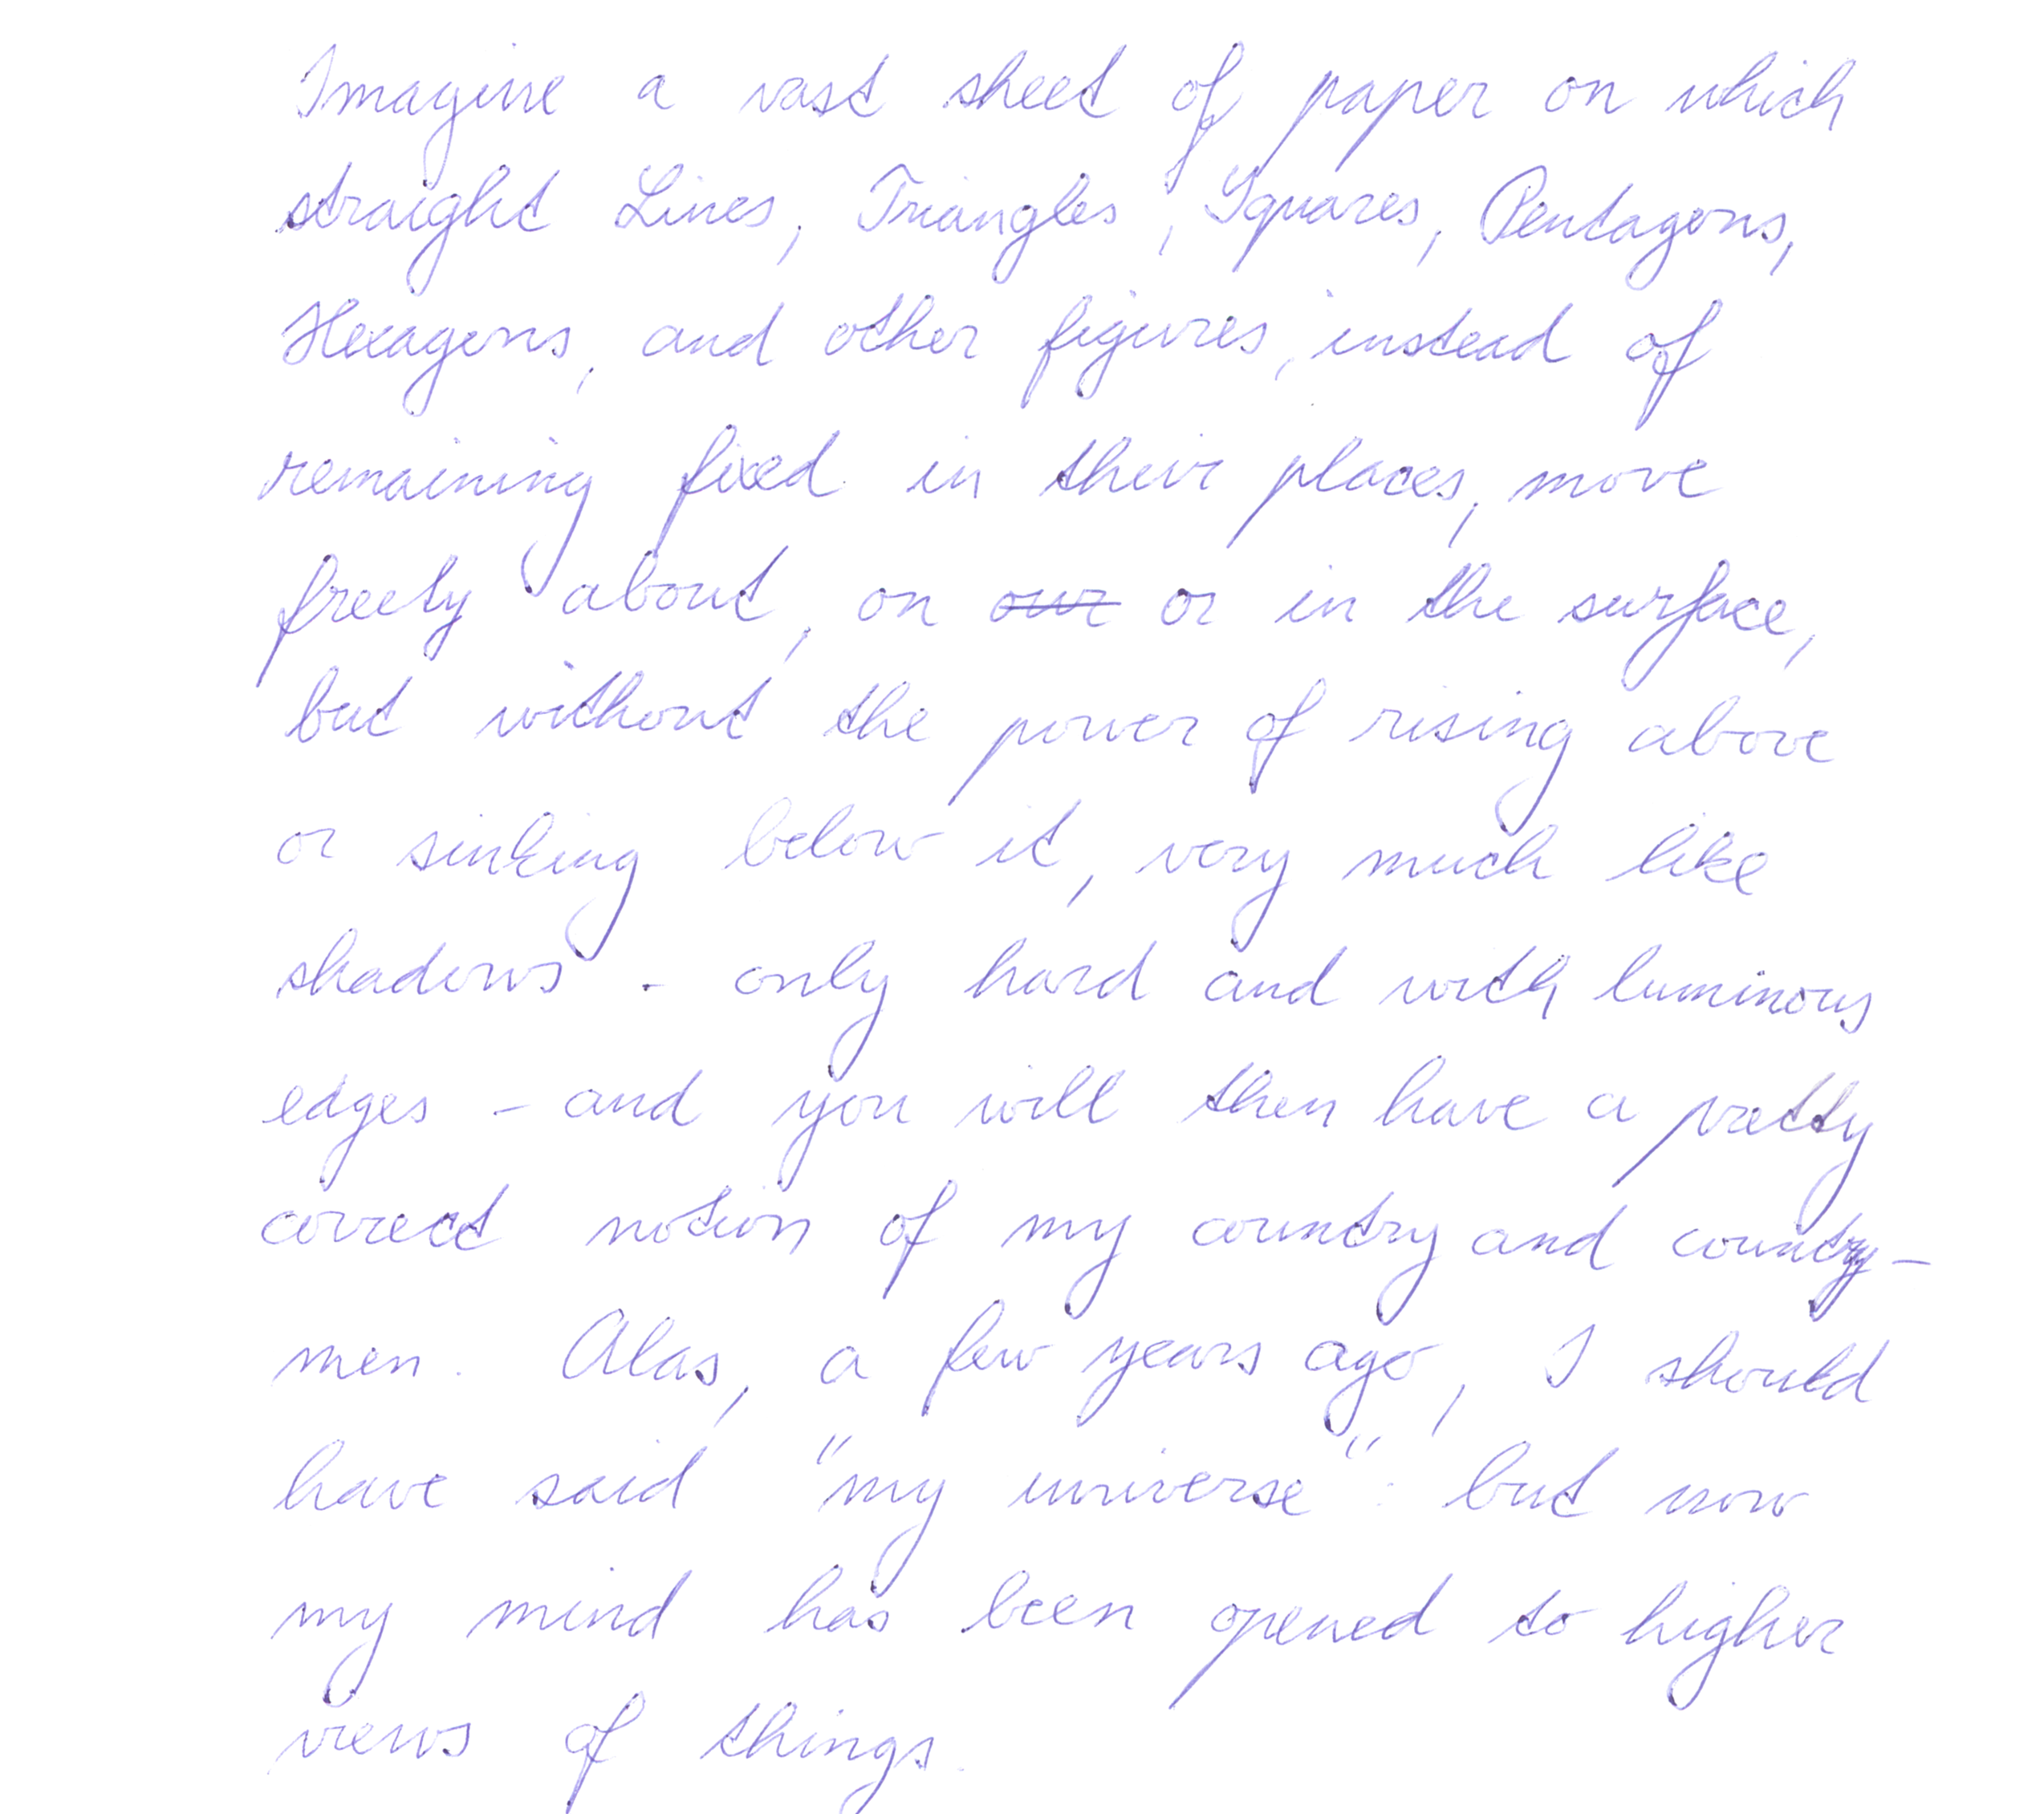 Imagine a vast sheet of paper on which
straight Lines, Triangles, Squares, Pentagons,
Hexagons, and other figures, instead of
remaining fixed in their places, move
freely about, on our or in the surface,
but without the power of rising above
or sinking below it, very much like
shadows - only hard and with luminous
edges - and you will then have a pretty
correct notion of my country and country-
men. Alas, a few years ago, I should
have said "my universe": but now
my mind has been opened to higher
views of things.